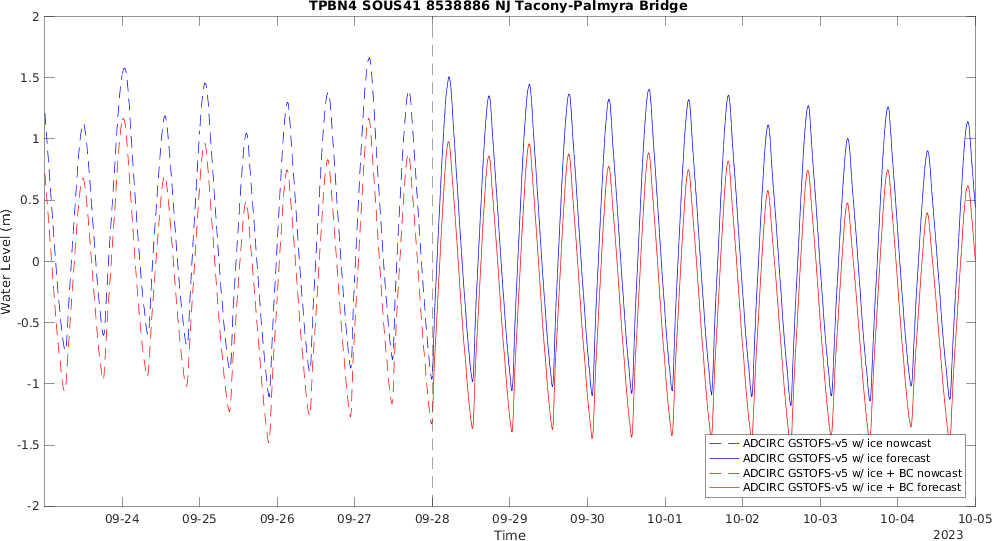 TPBN4 SOUS41 8538886 NJ Tacony-Palmyra Bridge
2
1.5
1
0.5
0
-0.5
-1
-1.5
-2
Water Level (m)
09-24 09-25 09-26 09-27 09-28 09-29 09-30 10-01 10-02 10-03 10-04 10-05
Time
2023
ADCIRC GSTOFS-v5 w/ ice nowcast
ADCIRC GSTOFS-v5 w/ ice forecast
ADCIRC GSTOFS-v5 w/ ice + BC nowcast
ADCIRC GSTOFS-v5 w/ ice + BC forecast